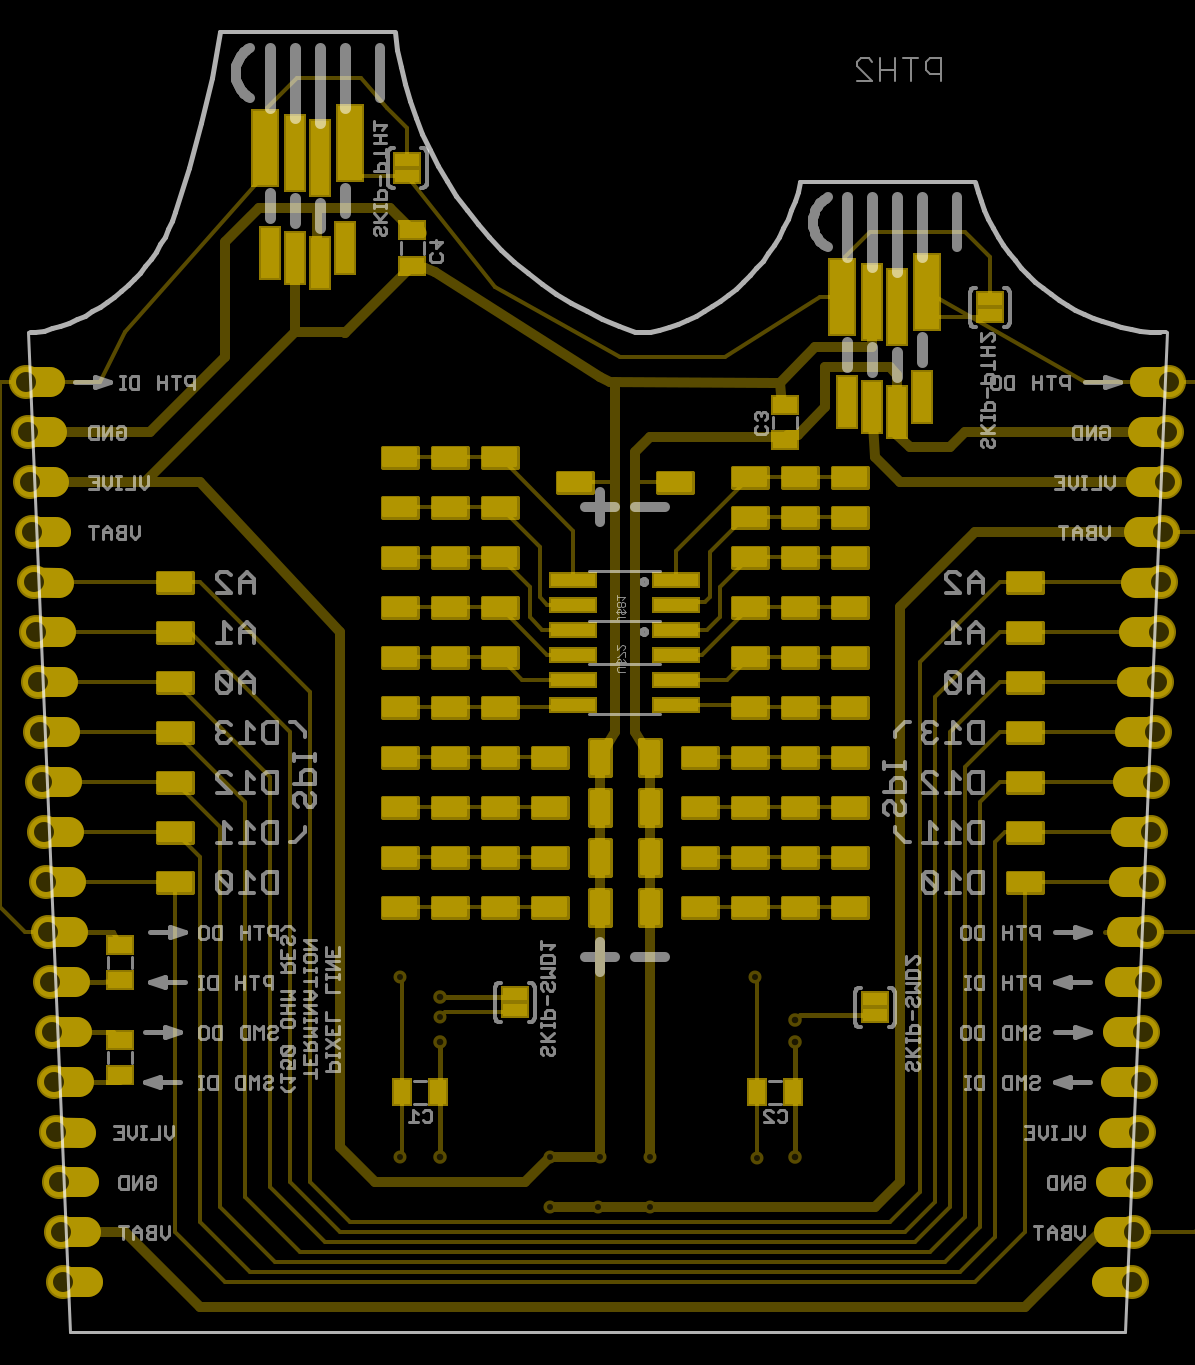 PTH2
SKIP-PTH1
C4
SKIP-PTH2
C3
PTH DI
GND
VLIVE
VBAT
A2
A1
A0
D13
D12
D11
D10
(SPI)
PTH DO
PTH DI
SMD DO
SMD DI
VLIVE
GND
VBAT
PIXEL LINE
TERMINATION
(150 OHM RES)
+ -
U$81
U$72
+ -
SKIP-SMD1
C1
SKIP-SMD2
C2
PTH DO
GND
VLIVE
VBAT
A2
A1
A0
D13
D12
D11
D10
(SPI)
PTH DO
PTH DI
SMD DO
SMD DI
VLIVE
GND
VBAT